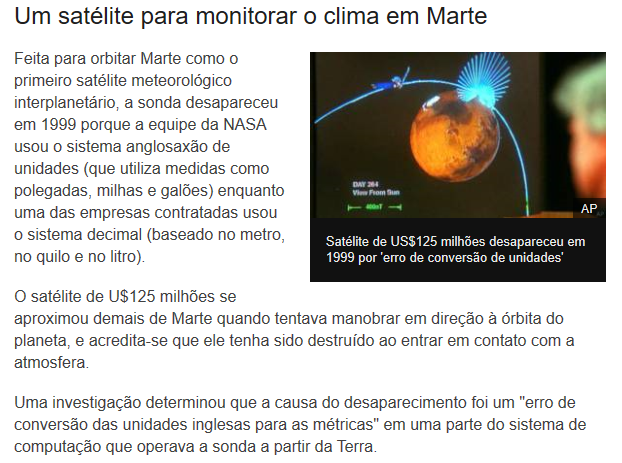 Um satélite para monitorar o clima em Marte
Feita para orbitar Marte como o
primeiro satélite meteorológico
interplanetário, a sonda desapareceu
em 1999 porque a equipe da NASA
usou o sistema anglosaxão de
unidades (que utiliza medidas como
polegadas, milhas e galões) enquanto
uma das empresas contratadas usou
o sistema decimal (baseado no metro,
no quilo e no litro).
DAY 264
View From Sun
AP
Satélite de US$125 milhões desapareceu em
1999 por 'erro de conversão de unidades'
O satélite de U$125 milhões se
aproximou demais de Marte quando tentava manobrar em direção à órbita do
planeta, e acredita-se que ele tenha sido destruído ao entrar em contato com a
atmosfera.
Uma investigação determinou que a causa do desaparecimento foi um "erro de
conversão das unidades inglesas para as métricas" em uma parte do sistema de
computação que operava a sonda a partir da Terra.